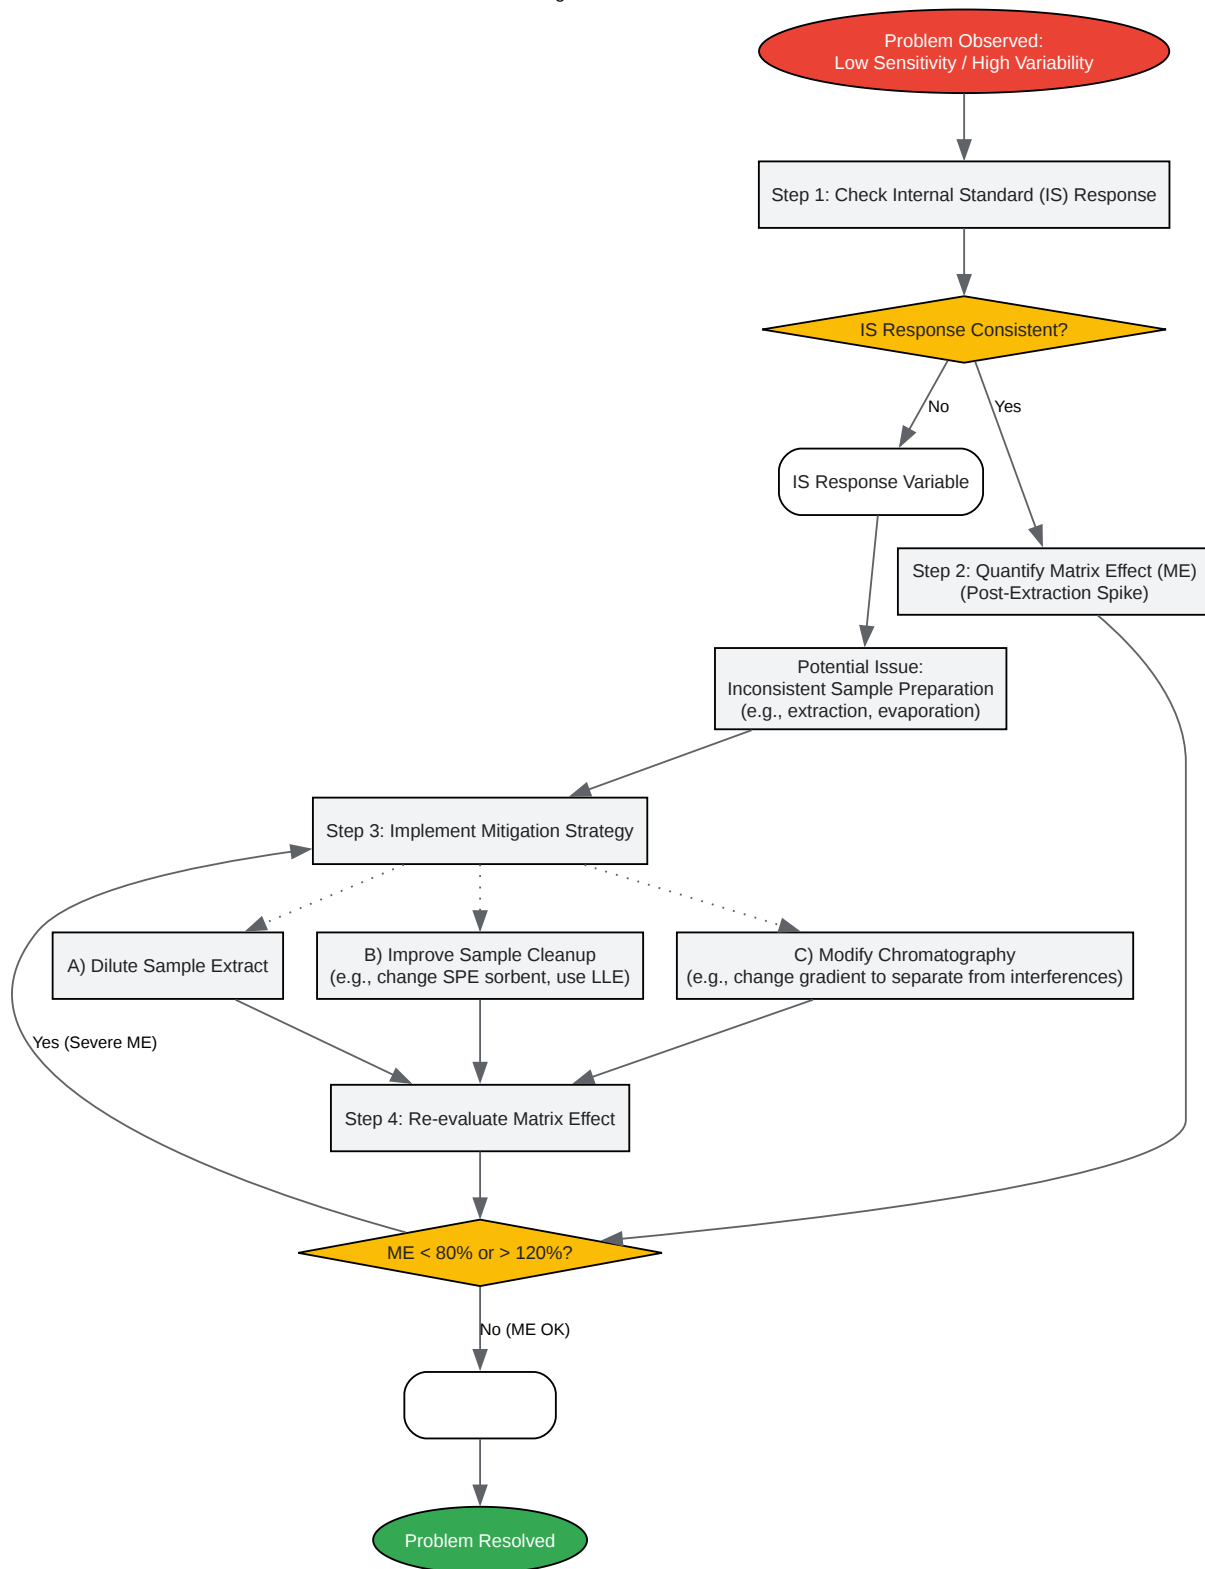 Problem Observed:
Low Sensitivity / High Variability
Step 1: Check Internal Standard (IS) Response
IS Response Consistent?
No
Yes
IS Response Variable
Step 2: Quantify Matrix Effect (ME)
(Post-Extraction Spike)
Potential Issue:
Inconsistent Sample Preparation
(e.g., extraction, evaporation)
Step 3: Implement Mitigation Strategy
A) Dilute Sample Extract
B) Improve Sample Cleanup
(e.g., change SPE sorbent, use LLE)
C) Modify Chromatography
(e.g., change gradient to separate from interferences)
Yes (Severe ME)
Step 4: Re-evaluate Matrix Effect
ME < 80% or > 120%?
No (ME OK)
Problem Resolved